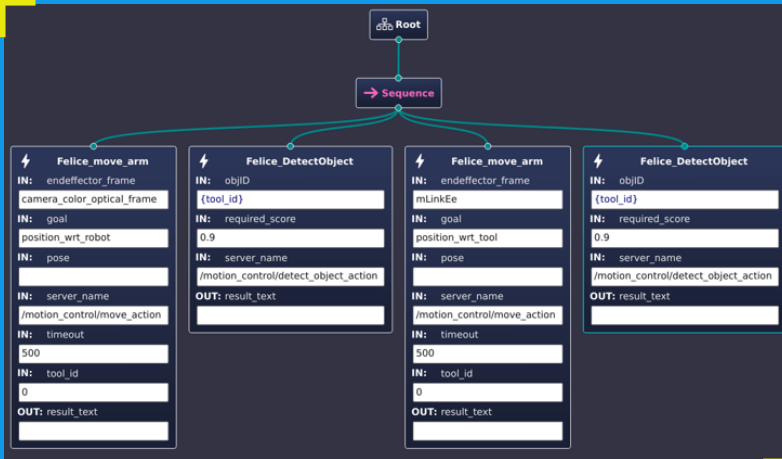 Root
Sequence
Felice_move_arm
IN: endeffector_frame
camera_color_optical_frame
IN: goal
position_wrt_robot
IN: pose
IN: server_name
/motion_control/move_action
IN: timeout
500
IN: tool_id
0
OUT: result_text
Felice_DetectObject
IN: objID
{tool_id}
IN: required_score
0.9
IN: server_name
/motion_control/detect_object_action
OUT: result_text
Felice_move_arm
IN: endeffector_frame
mLinkEe
IN: goal
position_wrt_tool
IN: pose
IN: server_name
/motion_control/move_action
IN: timeout
500
IN: tool_id
0
OUT: result_text
Felice_DetectObject
IN: objID
{tool_id}
IN: required_score
0.9
IN: server_name
/motion_control/detect_object_action
OUT: result_text